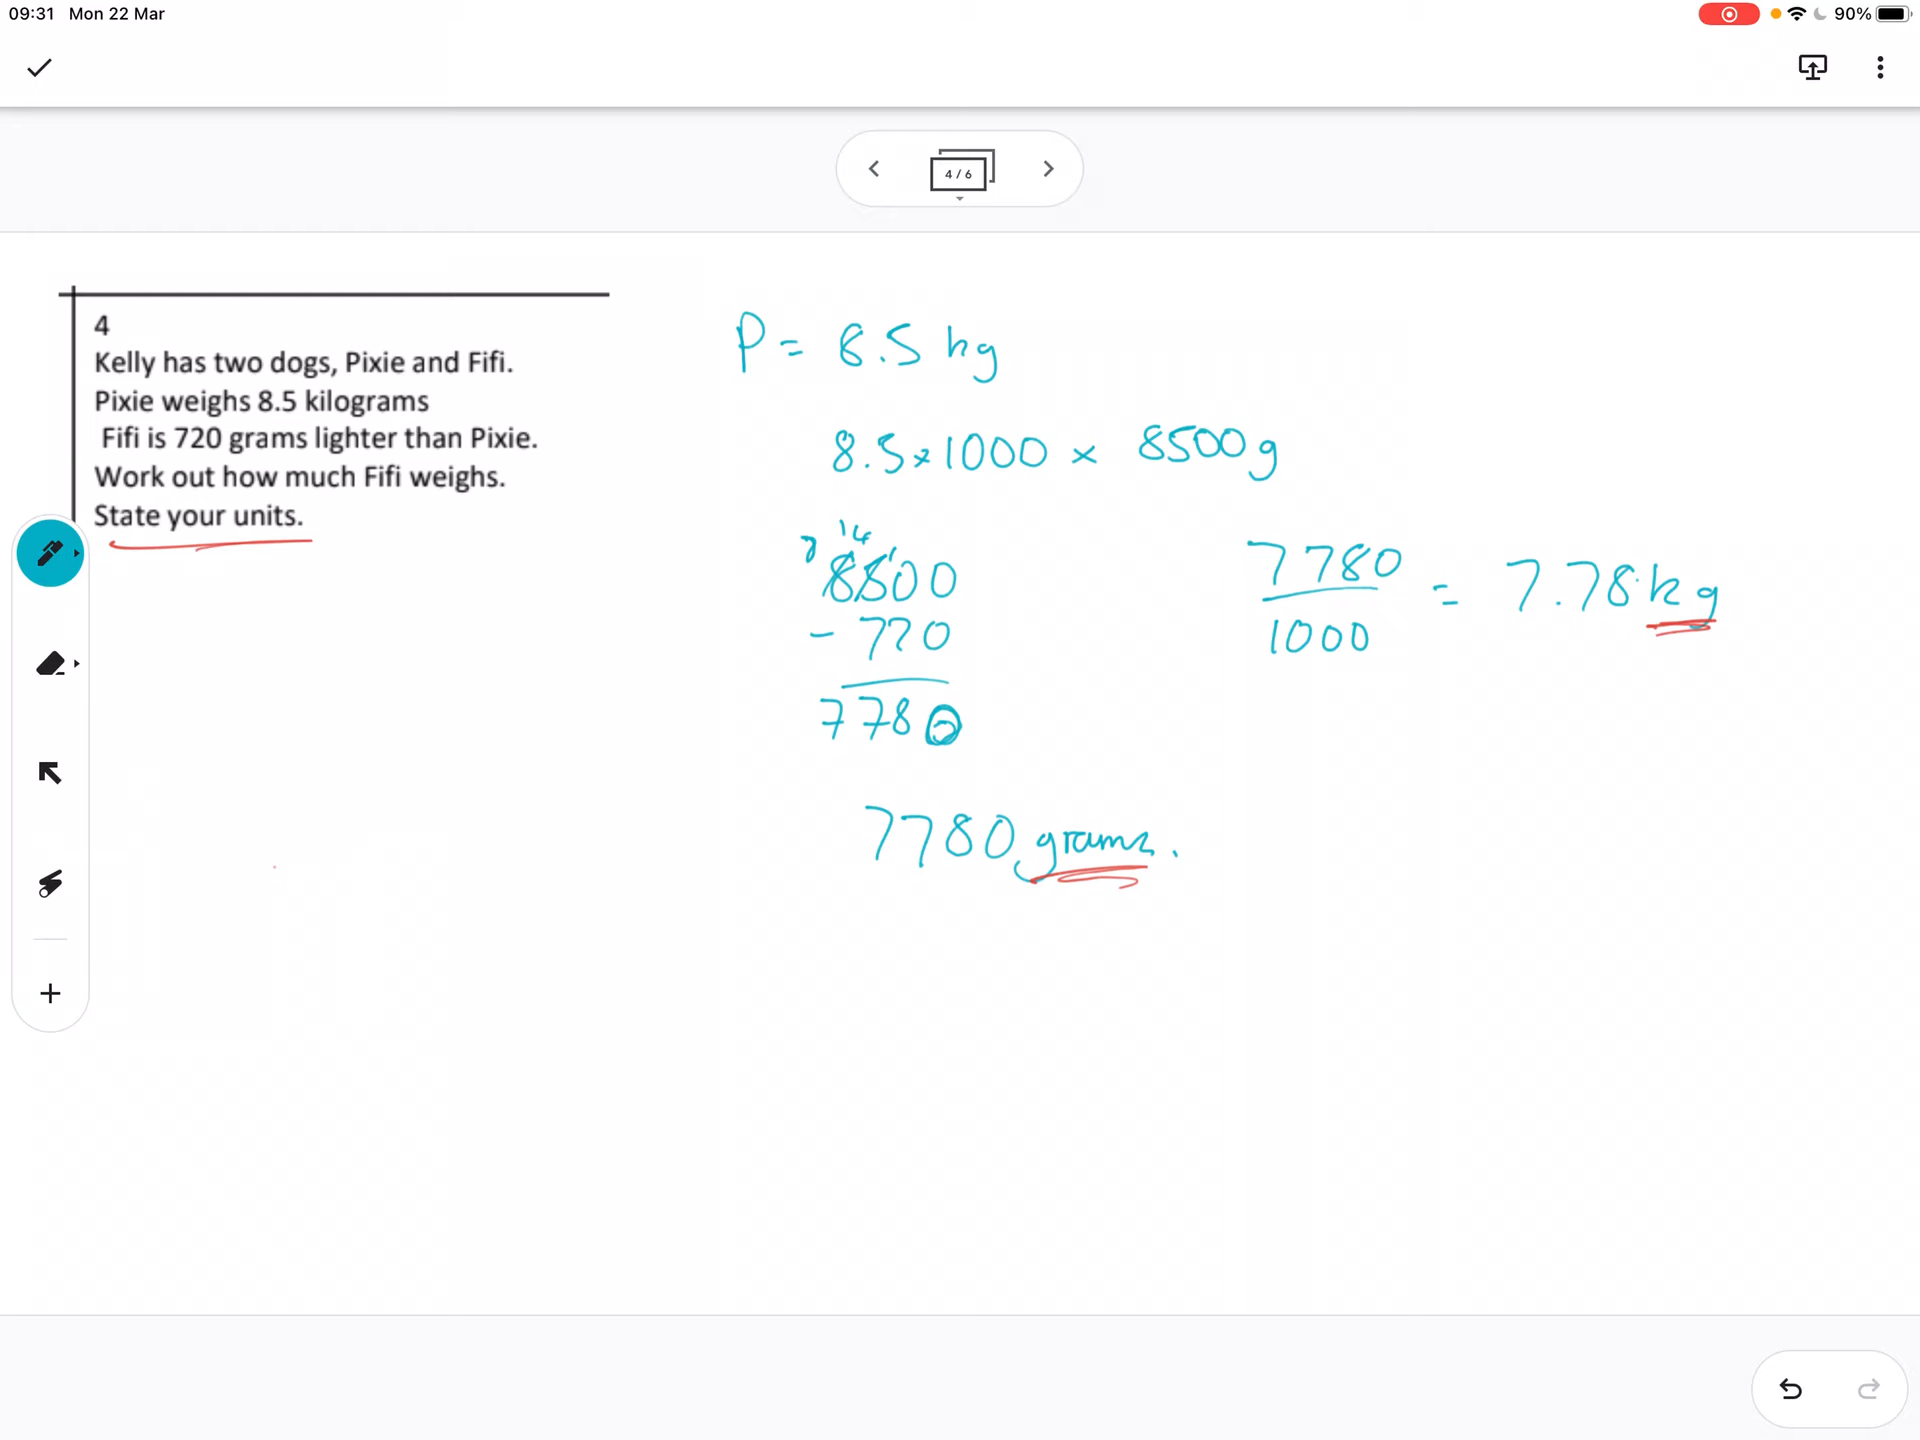 09:31 Mon 22 Mar
90%
4 / 6
4
Kelly has two dogs, Pixie and Fifi.
Pixie weighs 8.5 kilograms
Fifi is 720 grams lighter than Pixie.
Work out how much Fifi weighs.
State your units.
P = 8.5 kg
8.5 × 1000 × 8500g
7 14 1
8500
- 720
7780
7780 grams.
7780
1000
= 7.78 kg